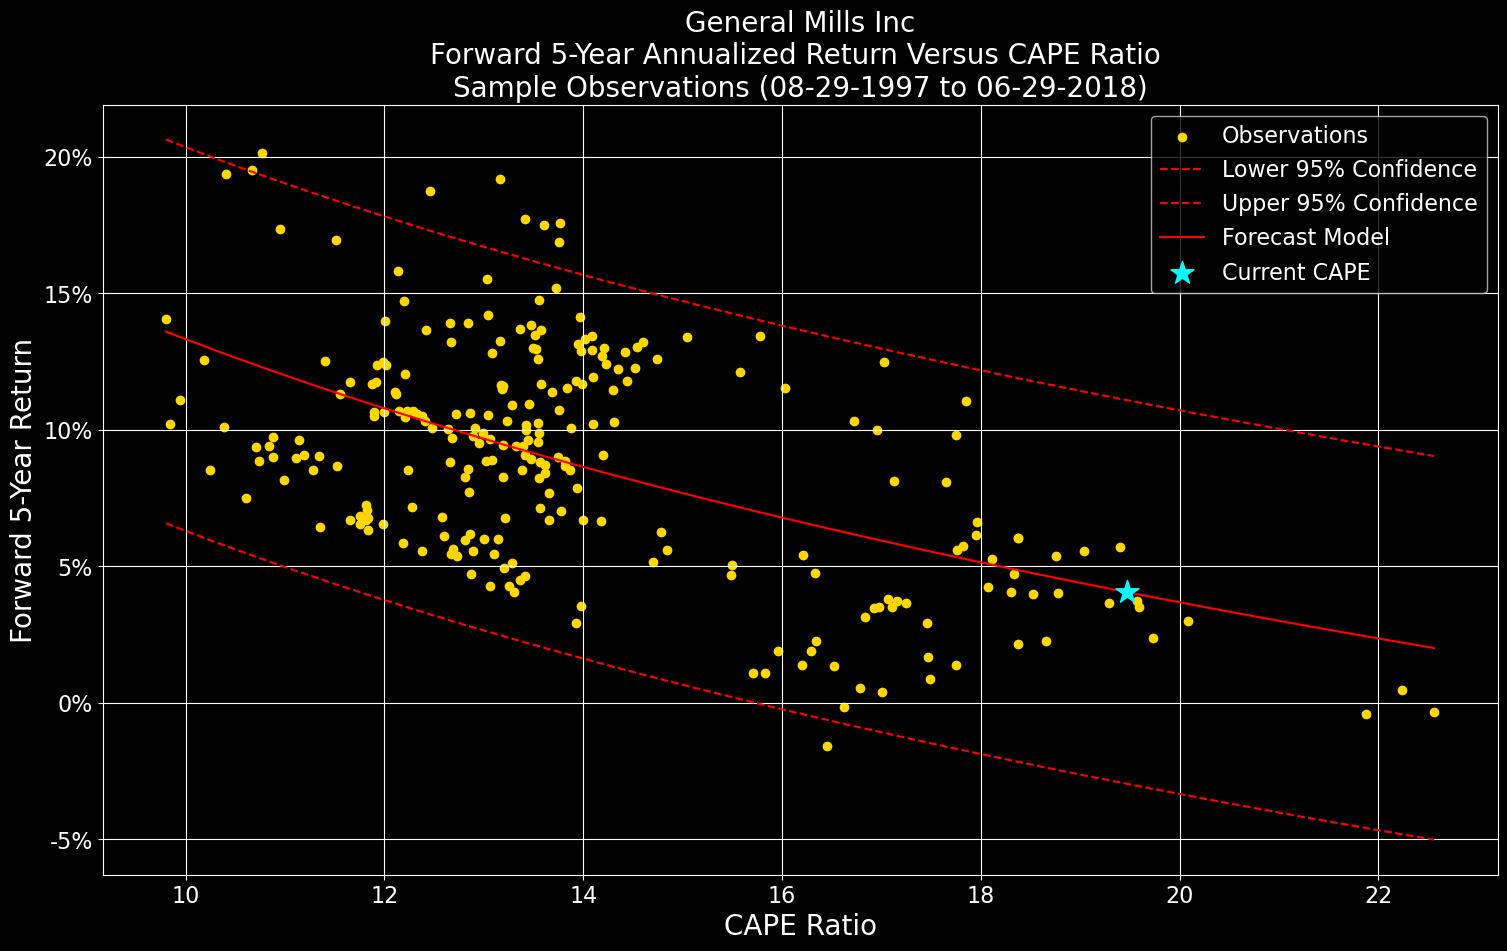 General Mills Inc
Forward 5-Year Annualized Return Versus CAPE Ratio
Sample Observations (08-29-1997 to 06-29-2018)
Observations
Lower 95% Confidence
Upper 95% Confidence
Forecast Model
Current CAPE
Forward 5-Year Return
20%
15%
10%
5%
0%
-5%
10 12 14 16 18 20 22
CAPE Ratio